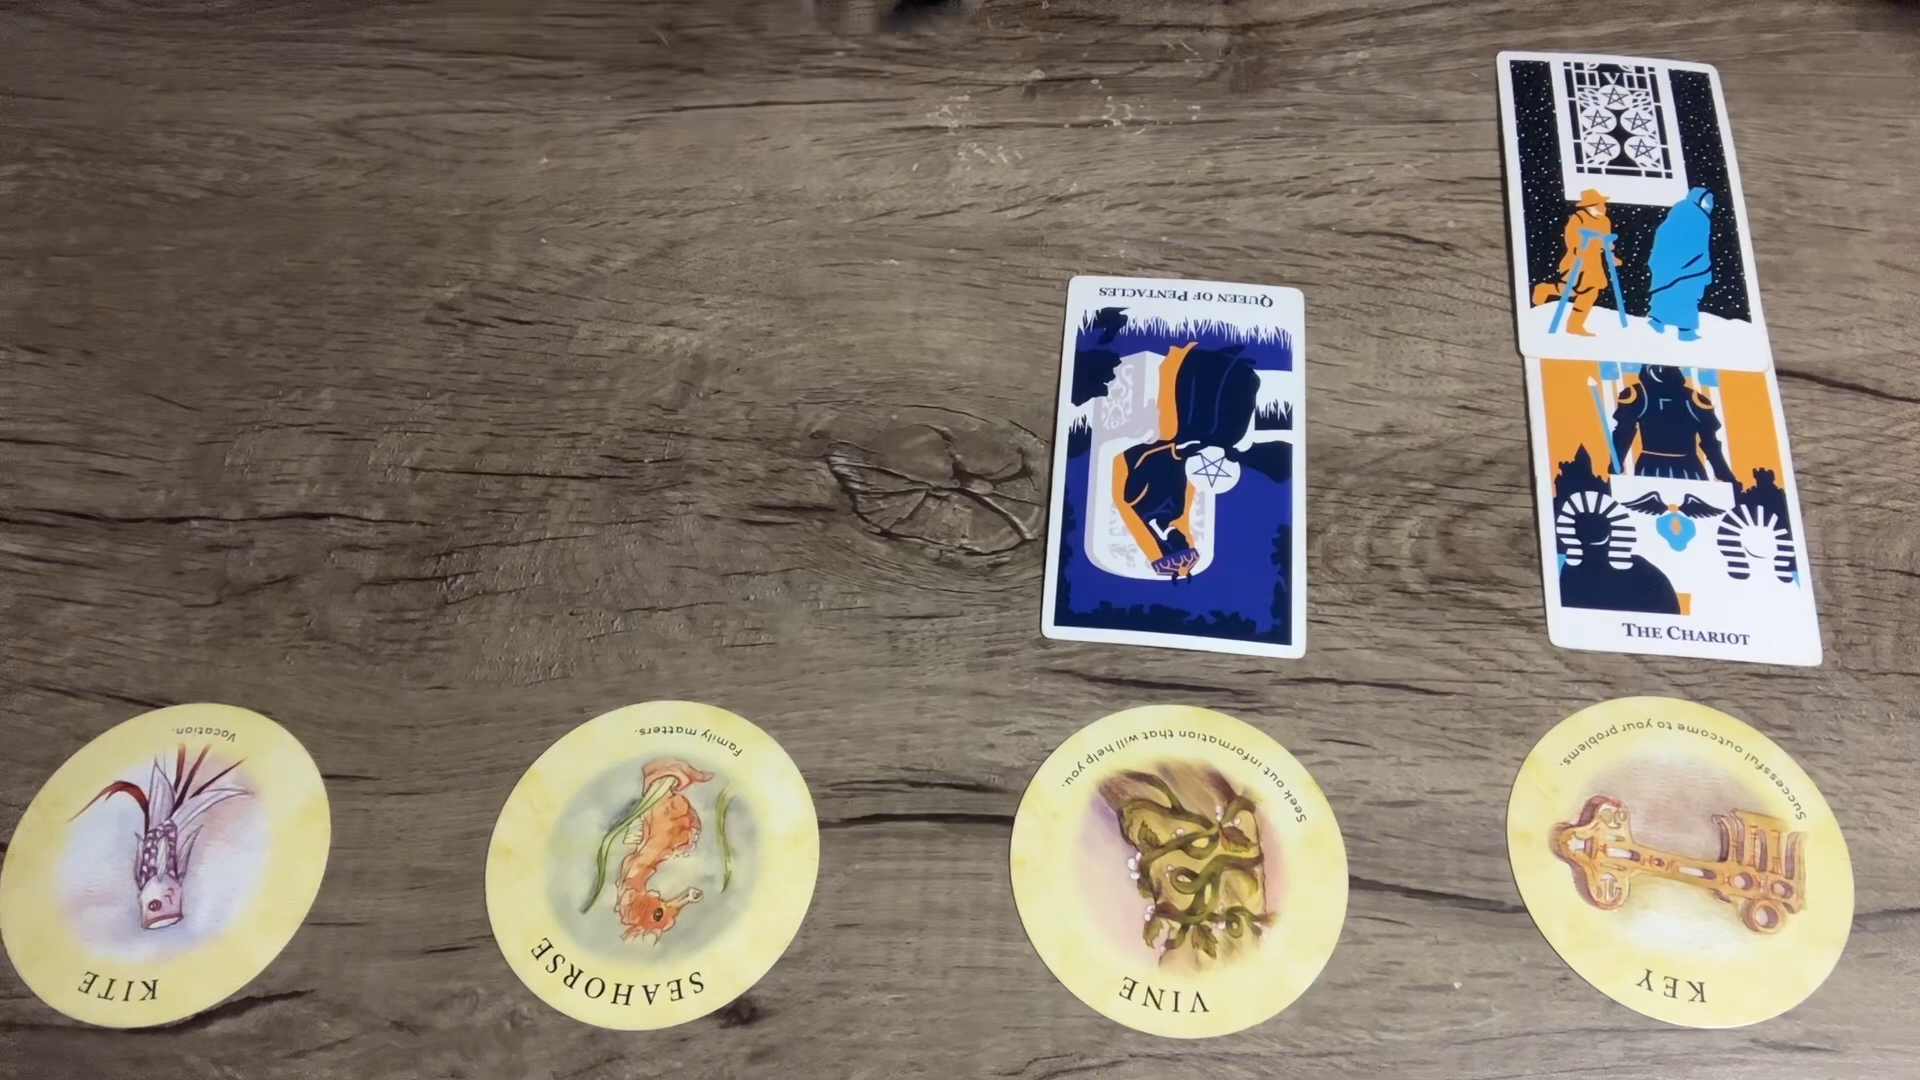 V
QUEEN OF PENTACLES
THE CHARIOT
Vacation.
KITE
Family matters.
SEAHORSE
Seek out information that will help you.
VINE
Successful outcome to your problems.
KEY